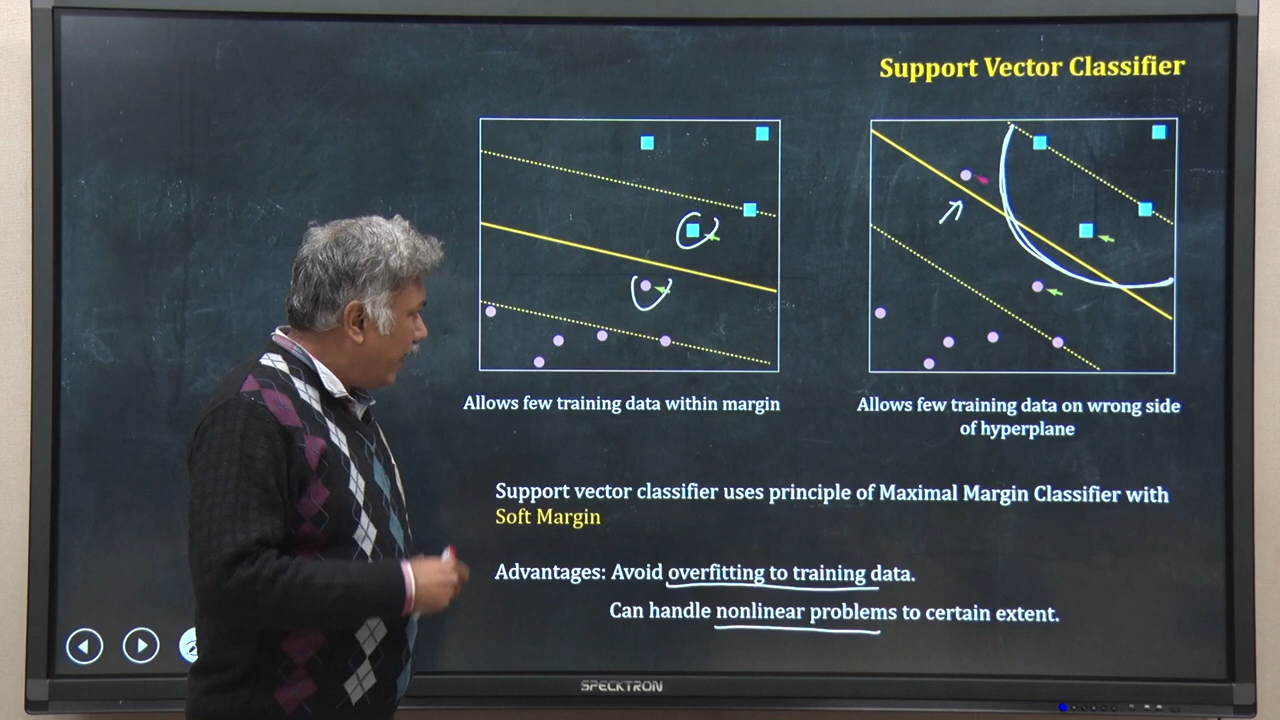 Support Vector Classifier
Allows few training data within margin
Allows few training data on wrong side
of hyperplane
Support vector classifier uses principle of Maximal Margin Classifier with
Soft Margin
Advantages: Avoid overfitting to training data.
Can handle nonlinear problems to certain extent.
SPECKTRON